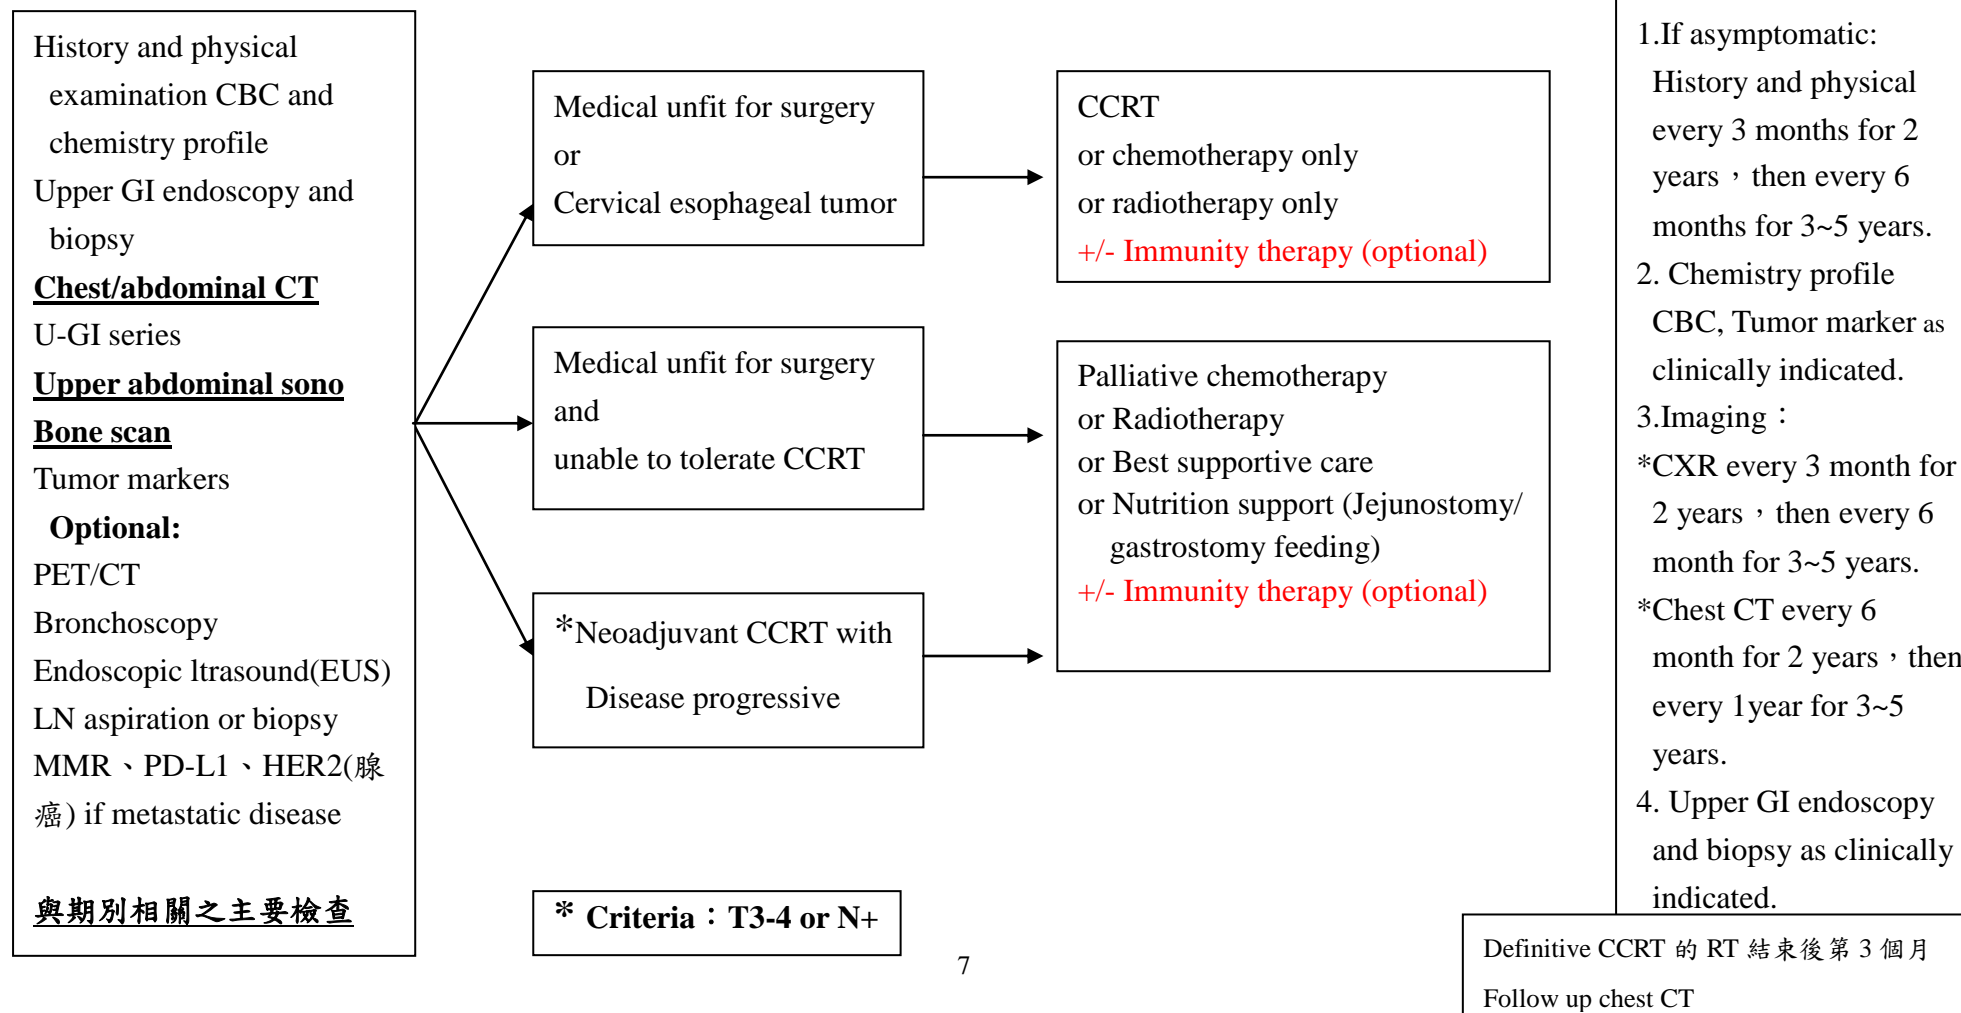 History and physical
examination CBC and
chemistry profile
Upper GI endoscopy and
biopsy
Chest/abdominal CT
U-GI series
Upper abdominal sono
Bone scan
Tumor markers
Optional:
PET/CT
Bronchoscopy
Endoscopic ltrasound(EUS)
LN aspiration or biopsy
MMR、PD-L1、HER2(腺
癌) if metastatic disease
與期別相關之主要檢查
Medical unfit for surgery
or
Cervical esophageal tumor
Medical unfit for surgery
and
unable to tolerate CCRT
*Neoadjuvant CCRT with
Disease progressive
* Criteria：T3-4 or N+
CCRT
or chemotherapy only
or radiotherapy only
+/- Immunity therapy (optional)
Palliative chemotherapy
or Radiotherapy
or Best supportive care
or Nutrition support (Jejunostomy/
gastrostomy feeding)
+/- Immunity therapy (optional)
1.If asymptomatic:
History and physical
every 3 months for 2
years，then every 6
months for 3~5 years.
2. Chemistry profile
CBC, Tumor marker as
clinically indicated.
3.Imaging：
*CXR every 3 month for
2 years，then every 6
month for 3~5 years.
*Chest CT every 6
month for 2 years，then
every 1year for 3~5
years.
4. Upper GI endoscopy
and biopsy as clinically
indicated.
Definitive CCRT 的 RT 結束後第 3 個月
Follow up chest CT
7